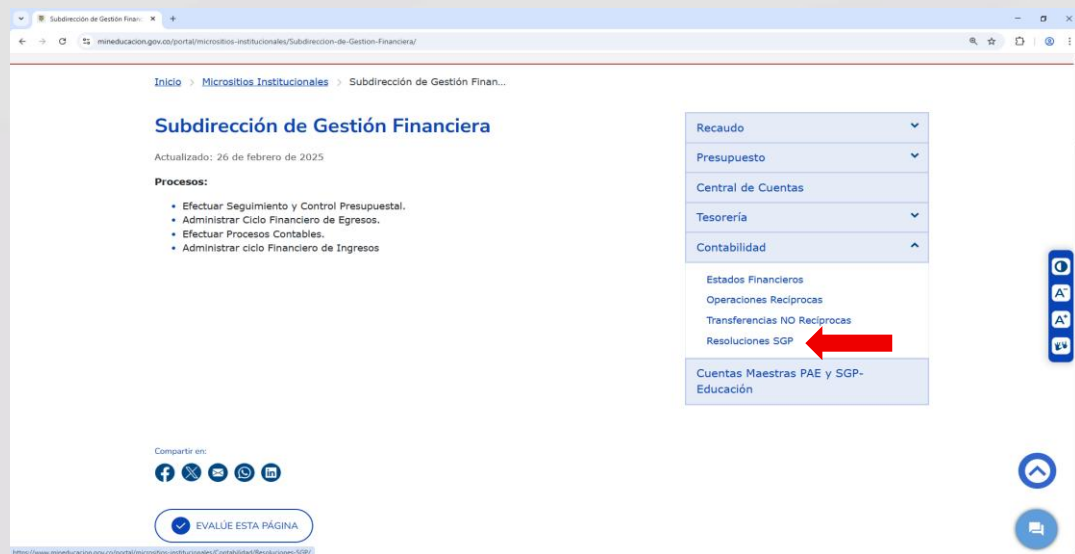 Subdirección de Gestión Finan
mineducacion.gov.co/portal/micrositios-institucionales/Subdireccion-de-Gestion-Financiera/
Inicio > Micrositios Institucionales > Subdirección de Gestión Finan...
Subdirección de Gestión Financiera
Actualizado: 26 de febrero de 2025
Procesos:
• Efectuar Seguimiento y Control Presupuestal.
• Administrar Ciclo Financiero de Egresos.
• Efectuar Procesos Contables.
• Administrar ciclo Financiero de Ingresos
Recaudo
Presupuesto
Central de Cuentas
Tesorería
Contabilidad
Estados Financieros
Operaciones Recíprocas
Transferencias NO Recíprocas
Resoluciones SGP
Cuentas Maestras PAE y SGP-
Educación
A-
A+
Compartir en:
EVALÚE ESTA PÁGINA
https://www.mineducacion.gov.co/portal/micrositios-institucionales/Contabilidad/Resoluciones-SGP/